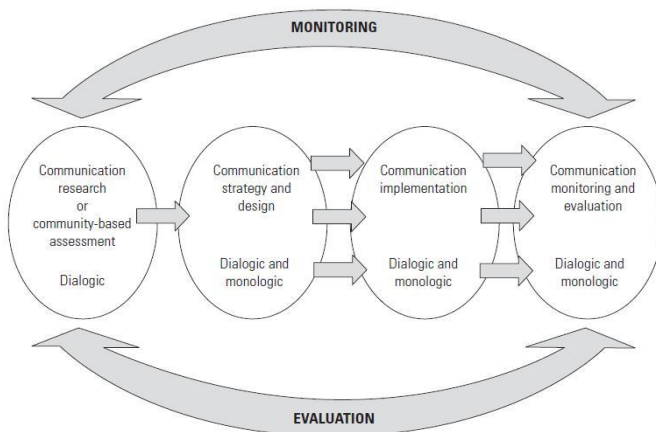 MONITORING
Communication
research
or
community-based
assessment
Dialogic
Communication
strategy and
design
Dialogic and
monologic
Communication
implementation
Dialogic and
monologic
Communication
monitoring and
evaluation
Dialogic and
monologic
EVALUATION